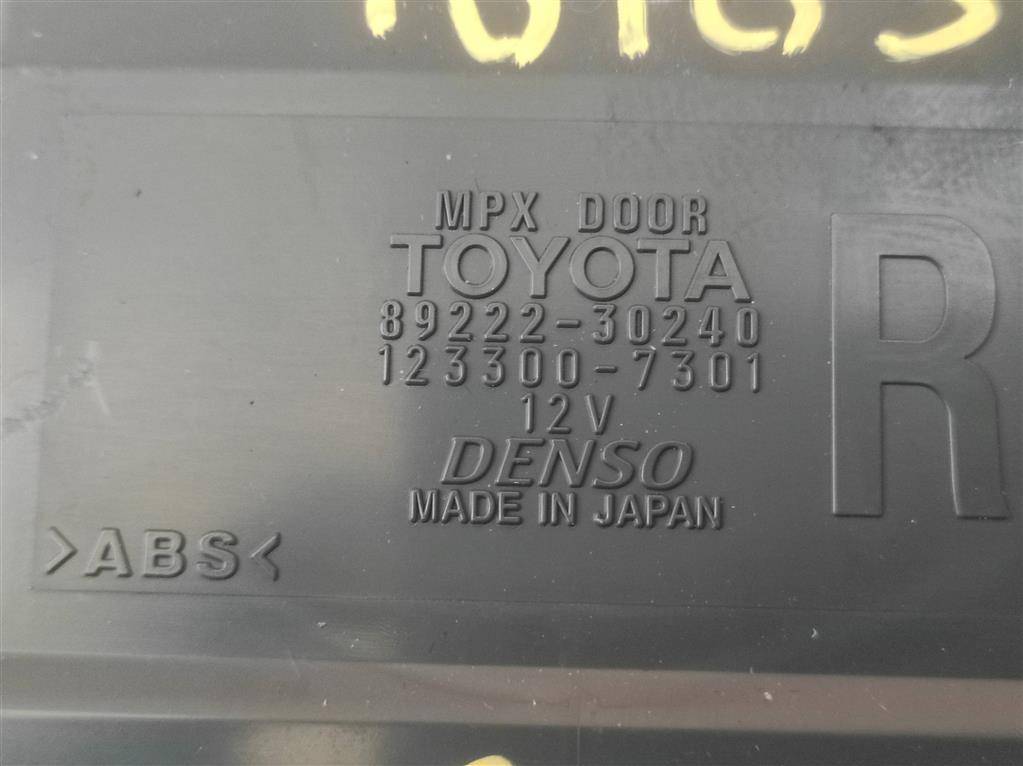 MPX DOOR
TOYOTA
89222-30240
123300-7301
12V
DENSO
MADE IN JAPAN
R
>ABS<